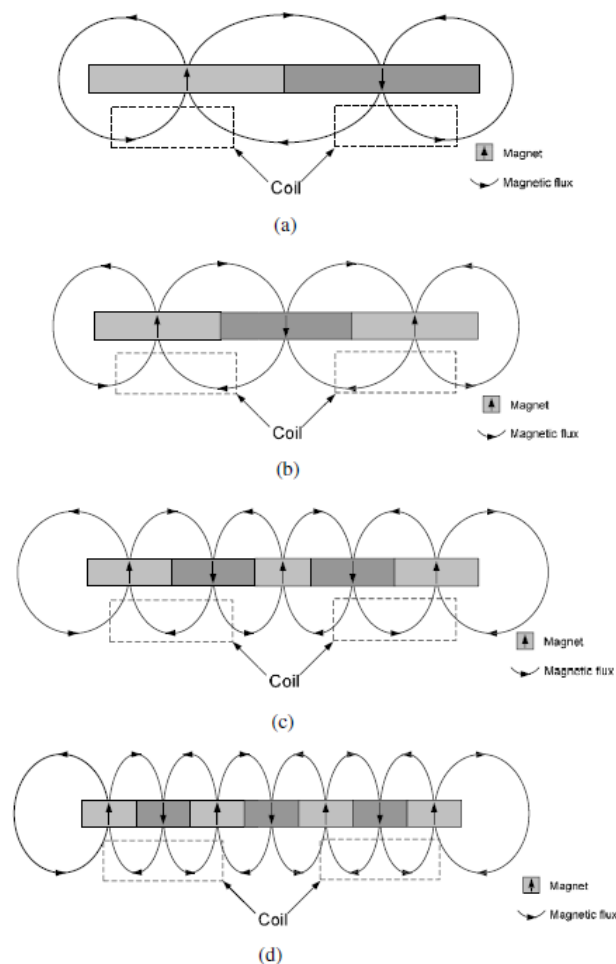 Magnet
Magnetic flux
Coil
(a)
Magnet
Magnetic flux
Coil
(b)
Magnet
Magnetic flux
Coil
(c)
Magnet
Magnetic flux
Coil
(d)